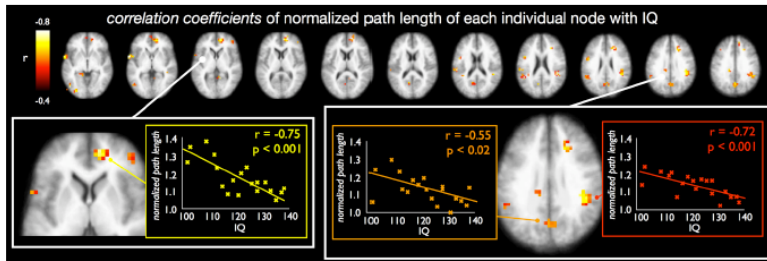 correlation coefficients of normalized path length of each individual node with IQ
-0.8
r
-0.4
r = -0.75
p < 0.001
normalized path length
1.4
1.3
1.2
1.1
1.0
100 110 120 130 140
IQ
r = -0.55
p < 0.02
normalized path length
1.4
1.3
1.2
1.1
1.0
100 110 120 130 140
IQ
r = -0.72
p < 0.001
normalized path length
1.4
1.3
1.2
1.1
1.0
100 110 120 130 140
IQ